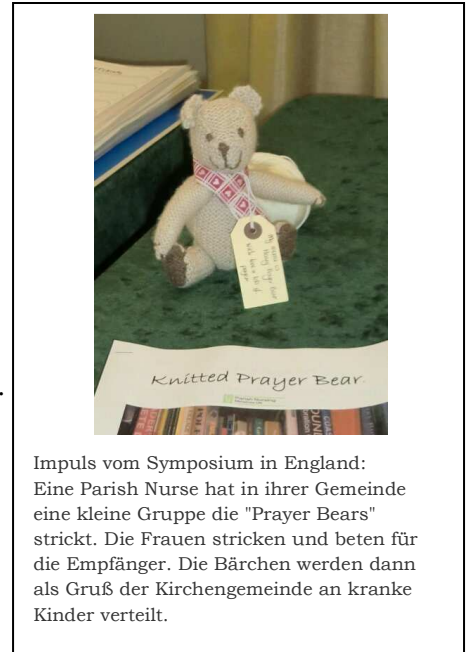 Knitted Prayer Bear
Impuls vom Symposium in England:
Eine Parish Nurse hat in ihrer Gemeinde
eine kleine Gruppe die "Prayer Bears"
strickt. Die Frauen stricken und beten für
die Empfänger. Die Bärchen werden dann
als Gruß der Kirchengemeinde an kranke
Kinder verteilt.